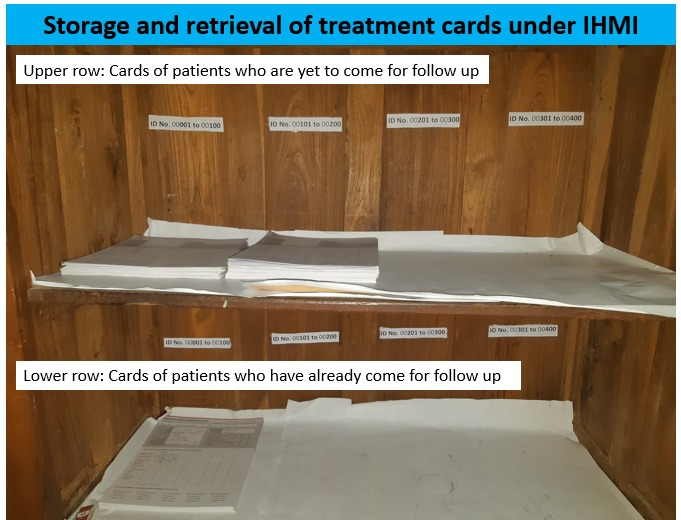 Storage and retrieval of treatment cards under IHMI
Upper row: Cards of patients who are yet to come for follow up
ID No. 00001 to 00100
ID No. 00101 to 00200
ID No. 00201 to 00300
ID No. 00301 to 00400
ID No. 00001 to 00100
ID No. 00101 to 00200
ID No. 00201 to 00300
ID No. 00301 to 00400
Lower row: Cards of patients who have already come for follow up